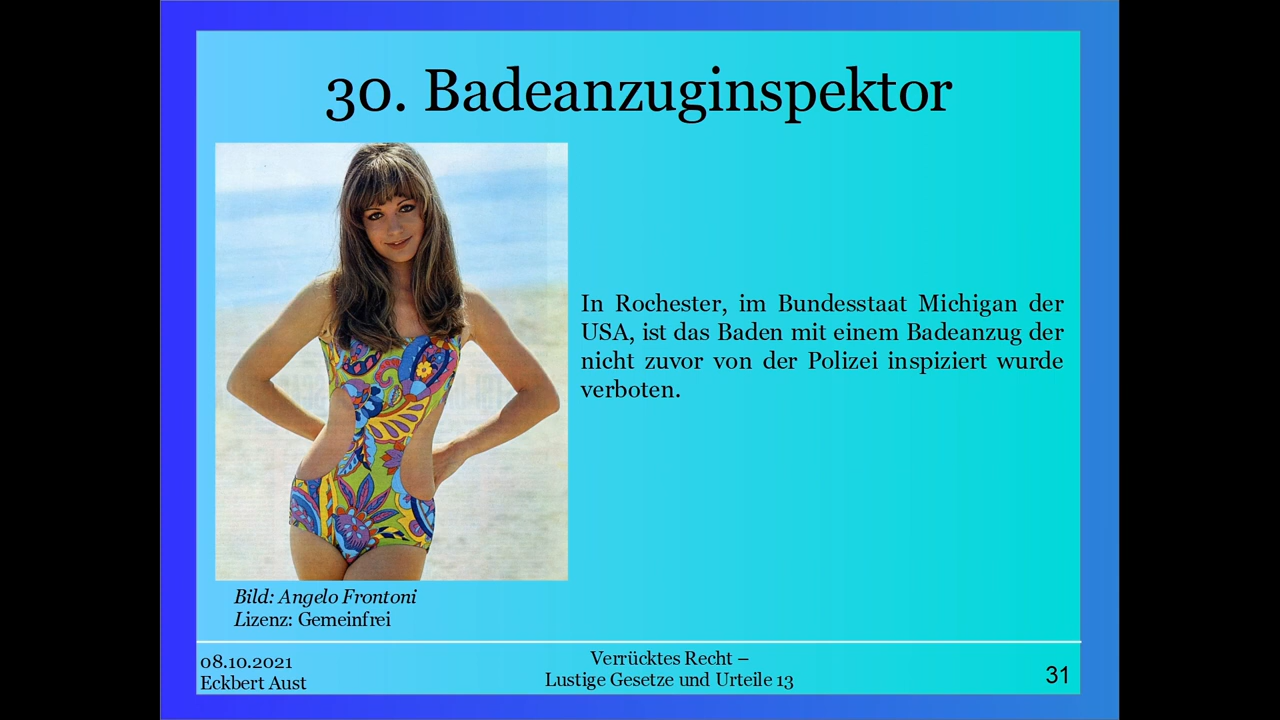 30. Badeanzuginspektor
In Rochester, im Bundesstaat Michigan der
USA, ist das Baden mit einem Badeanzug der
nicht zuvor von der Polizei inspiziert wurde
verboten.
Bild: Angelo Frontoni
Lizenz: Gemeinfrei
08.10.2021
Eckbert Aust
Verrücktes Recht –
Lustige Gesetze und Urteile 13
31